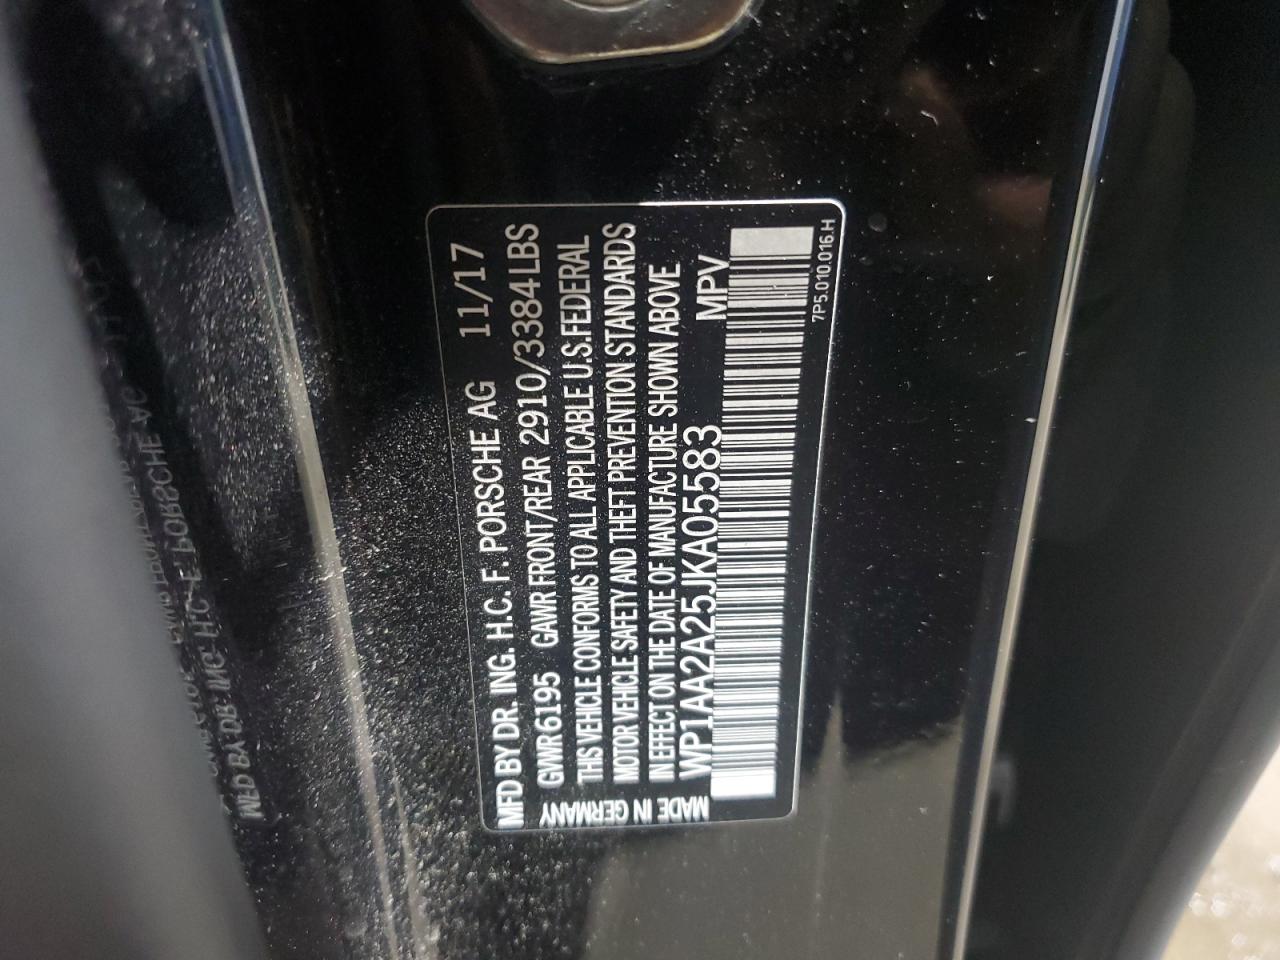 MFD BY DR. ING. H.C. F. PORSCHE AG 11/17
GVWR 6195 GAWR FRONT/REAR 2910/3384 LBS
THIS VEHICLE CONFORMS TO ALL APPLICABLE U.S. FEDERAL
MOTOR VEHICLE SAFETY AND THEFT PREVENTION STANDARDS
IN EFFECT ON THE DATE OF MANUFACTURE SHOWN ABOVE
WP1AA2A25JKA05583 MPV
MADE IN GERMANY
7P5.010.016.H